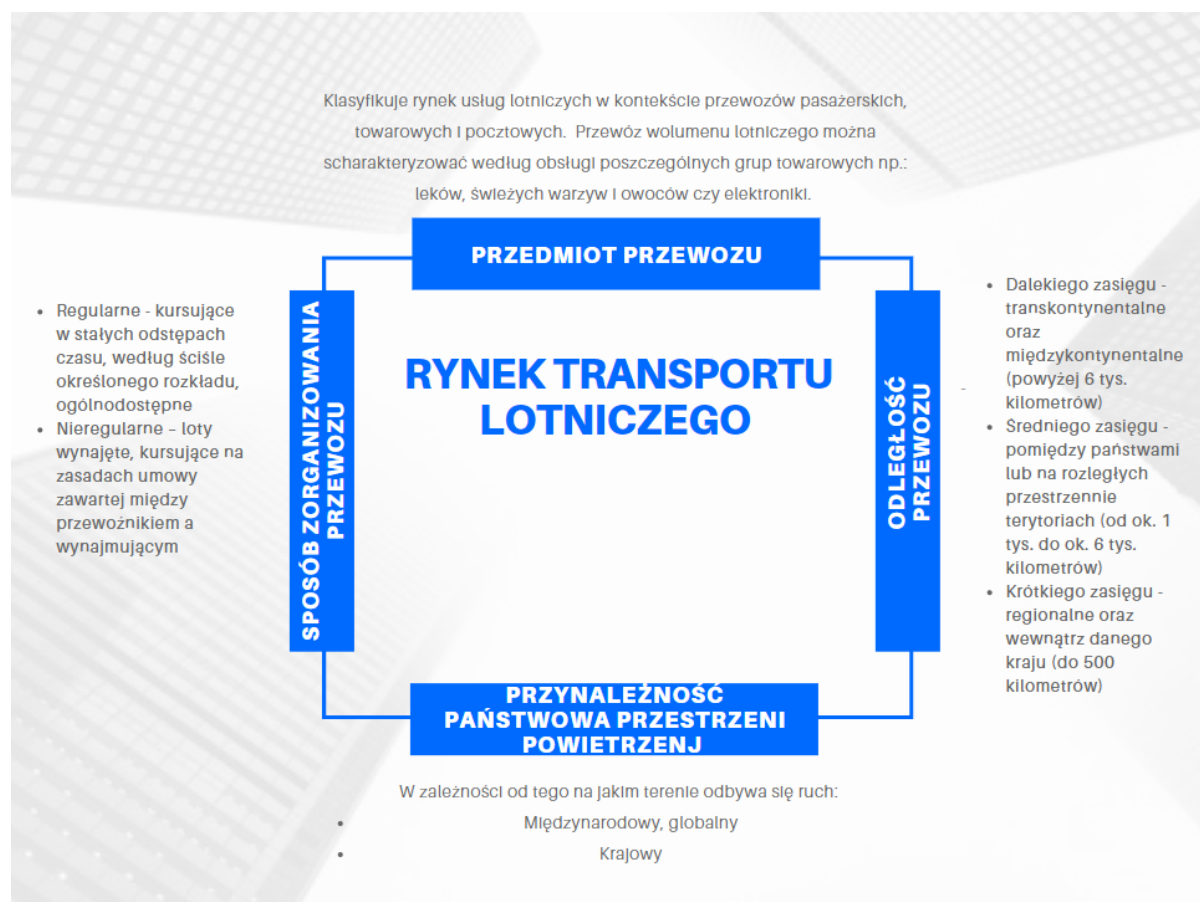 Klasyfikuje rynek usług lotniczych w kontekście przewozów pasażerskich,
towarowych i pocztowych. Przewóz wolumenu lotniczego można
scharakteryzować według obsługi poszczególnych grup towarowych np.:
leków, świeżych warzyw i owoców czy elektroniki.
PRZEDMIOT PRZEWOZU
• Regularne - kursujące
w stałych odstępach
czasu, według ściśle
określonego rozkładu,
ogólnodostępne
• Nieregularne – loty
wynajęte, kursujące na
zasadach umowy
zawartej między
przewoźnikiem a
wynajmującym
SPOSÓB ZORGANIZOWANIA
PRZEWOZU
RYNEK TRANSPORTU
LOTNICZEGO
-
ODLEGŁOŚĆ
PRZEWOZU
• Dalekiego zasięgu -
transkontynentalne
oraz
międzykontynentalne
(powyżej 6 tys.
kilometrów)
• Średniego zasięgu -
pomiędzy państwami
lub na rozległych
przestrzennie
terytoriach (od ok. 1
tys. do ok. 6 tys.
kilometrów)
• Krótkiego zasięgu -
regionalne oraz
wewnątrz danego
kraju (do 500
kilometrów)
PRZYNALEŻNOŚĆ
PAŃSTWOWA PRZESTRZENI
POWIETRZENJ
W zależności od tego na jakim terenie odbywa się ruch:
• Międzynarodowy, globalny
• Krajowy